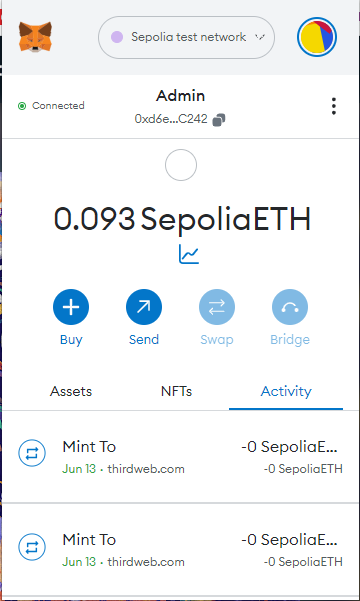 Sepolia test network
Connected
Admin
0xd6e...C242
0.093 SepoliaETH
Buy
Send
Swap
Bridge
Assets
NFTs
Activity
Mint To
-0 SepoliaE...
Jun 13 · thirdweb.com
-0 SepoliaETH
Mint To
-0 SepoliaE...
Jun 13 · thirdweb.com
-0 SepoliaETH